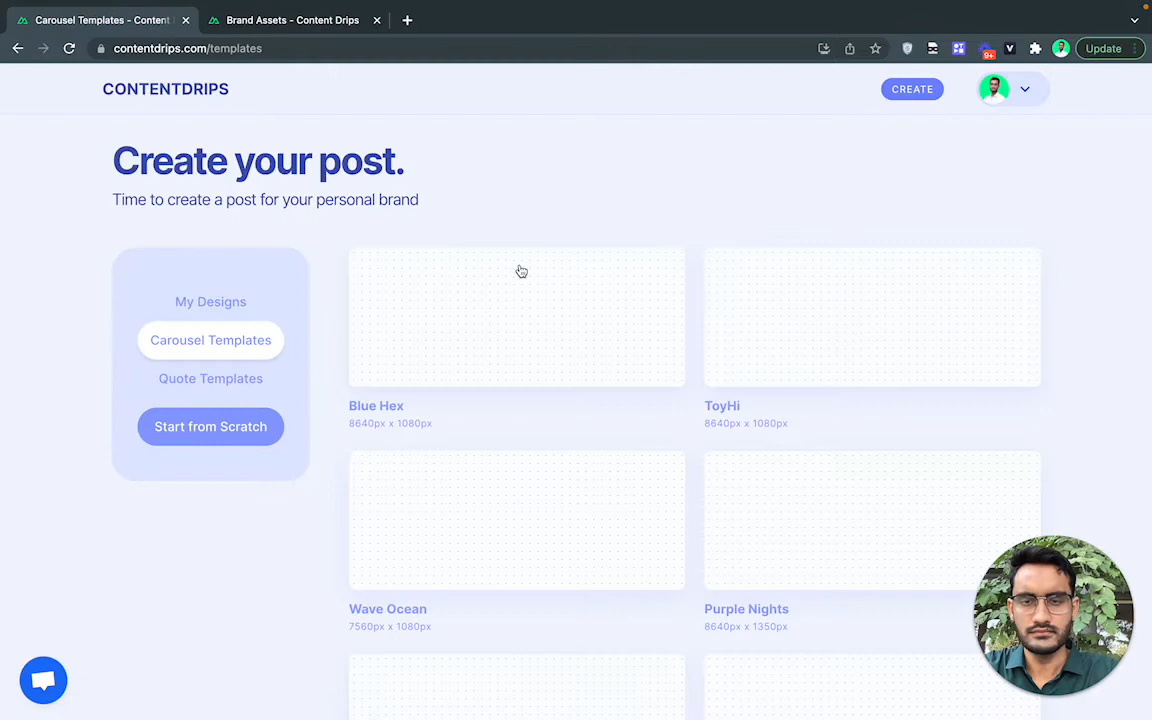 Carousel Templates - Content
Brand Assets - Content Drips
contentdrips.com/templates
9+
V
Update
CONTENTDRIPS
CREATE
Create your post.
Time to create a post for your personal brand
My Designs
Carousel Templates
Quote Templates
Start from Scratch
Blue Hex
8640px x 1080px
ToyHi
8640px x 1080px
Wave Ocean
7560px x 1080px
Purple Nights
8640px x 1350px